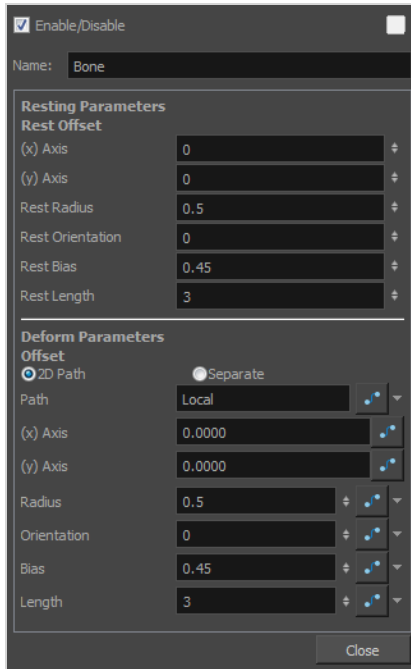 Enable/Disable
Name: Bone
Resting Parameters
Rest Offset
(x) Axis 0
(y) Axis 0
Rest Radius 0.5
Rest Orientation 0
Rest Bias 0.45
Rest Length 3
Deform Parameters
Offset
2D Path Separate
Path Local
(x) Axis 0.0000
(y) Axis 0.0000
Radius 0.5
Orientation 0
Bias 0.45
Length 3
Close